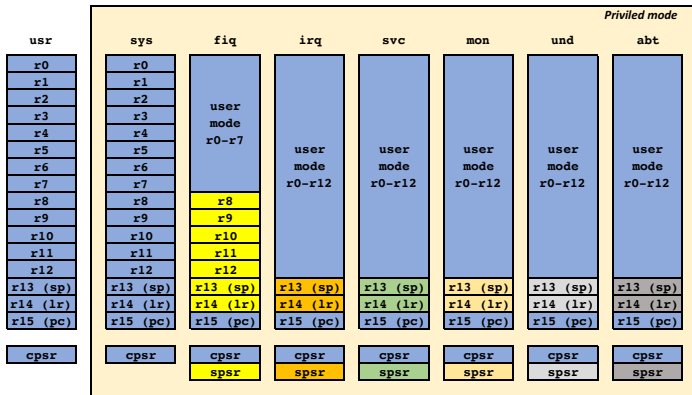 Priviled mode
usr sys fiq irq svc mon und abt
r0 r0
r1 r1
r2 r2
r3 r3 user
r4 r4 mode
r5 r5 r0-r7 user user user user user
r6 r6 mode mode mode mode mode
r7 r7 r0-r12 r0-r12 r0-r12 r0-r12 r0-r12
r8 r8 r8
r9 r9 r9
r10 r10 r10
r11 r11 r11
r12 r12 r12
r13 (sp) r13 (sp) r13 (sp) r13 (sp) r13 (sp) r13 (sp) r13 (sp) r13 (sp)
r14 (lr) r14 (lr) r14 (lr) r14 (lr) r14 (lr) r14 (lr) r14 (lr) r14 (lr)
r15 (pc) r15 (pc) r15 (pc) r15 (pc) r15 (pc) r15 (pc) r15 (pc) r15 (pc)
cpsr cpsr cpsr cpsr cpsr cpsr cpsr cpsr
spsr spsr spsr spsr spsr spsr